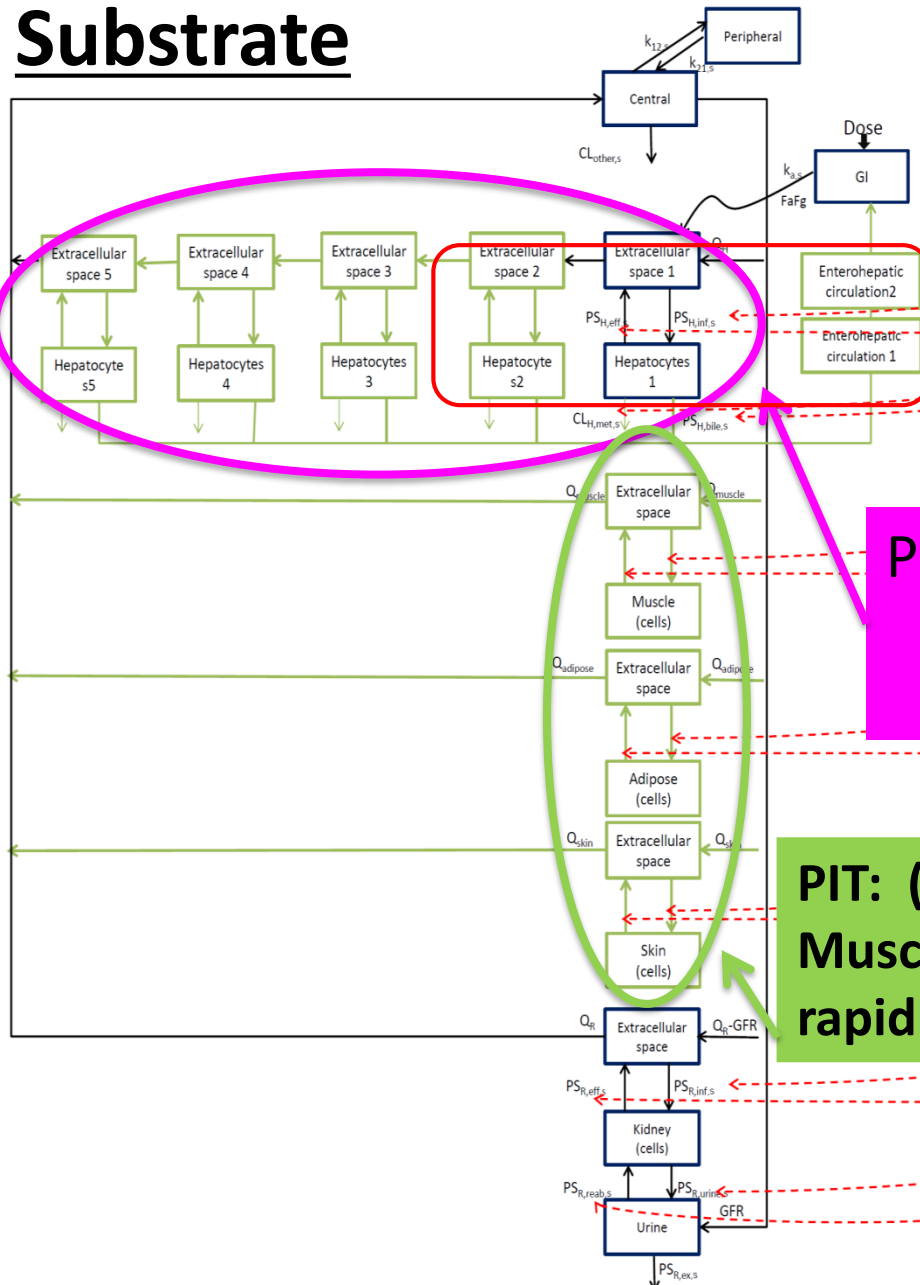 Substrate
k12,s
Peripheral
k21,s
Central
Dose
CLother,s
ka,s
FaFg
GI
Extracellular
space 5
Extracellular
space 4
Extracellular
space 3
Extracellular
space 2
Extracellular
space 1
Enterohepatic
circulation2
PSH,eff,s
PSH,inf,s
Enterohepatic
circulation 1
Hepatocyte
s5
Hepatocytes
4
Hepatocytes
3
Hepatocyte
s2
Hepatocytes
1
CLH,met,s
PSH,bile,s
Qmuscle
Extracellular
space
Qmuscle
P
Muscle
(cells)
Qadipose
Extracellular
space
Qadipose
Adipose
(cells)
Qskin
Extracellular
space
Qskin
PIT: (
Musc
rapid
Skin
(cells)
QR
Extracellular
space
QR-GFR
PSR,eff,s
PSR,inf,s
Kidney
(cells)
PSR,reab,s
PSR,urine,s
GFR
Urine
PSR,ex,s